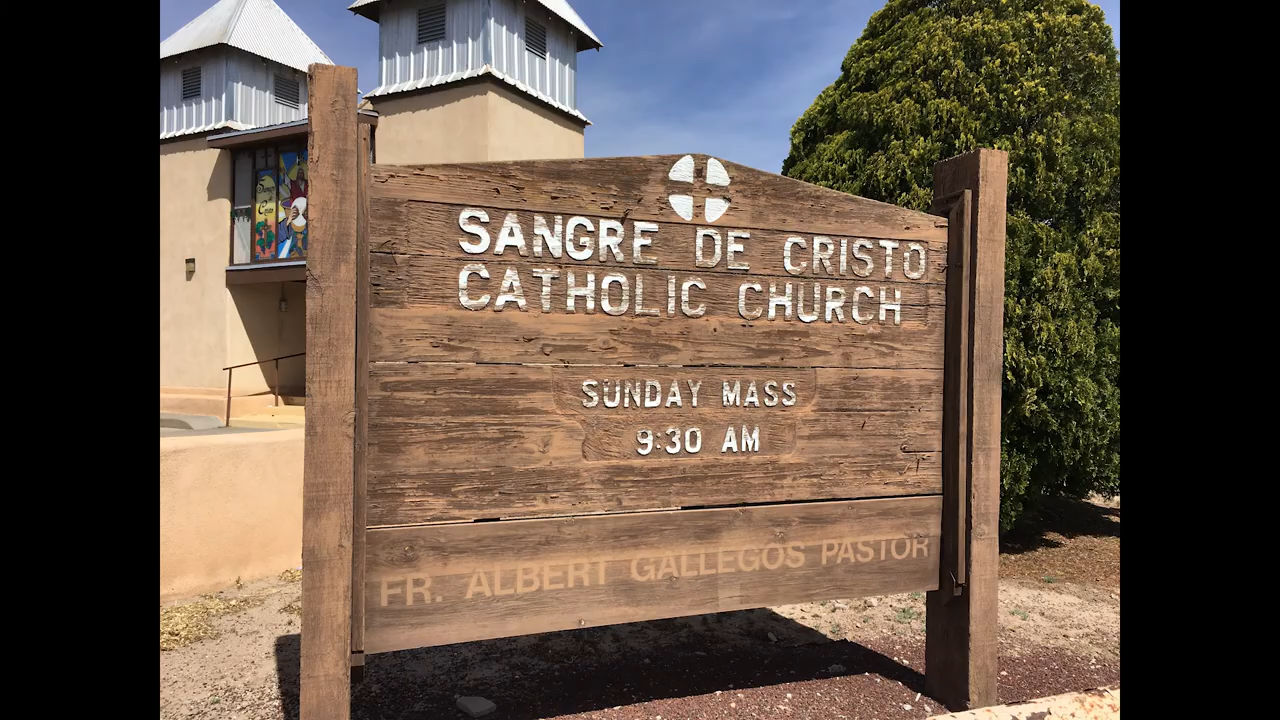 SANGRE DE CRISTO
CATHOLIC CHURCH
SUNDAY MASS
9:30 AM
FR. ALBERT GALLEGOS PASTOR